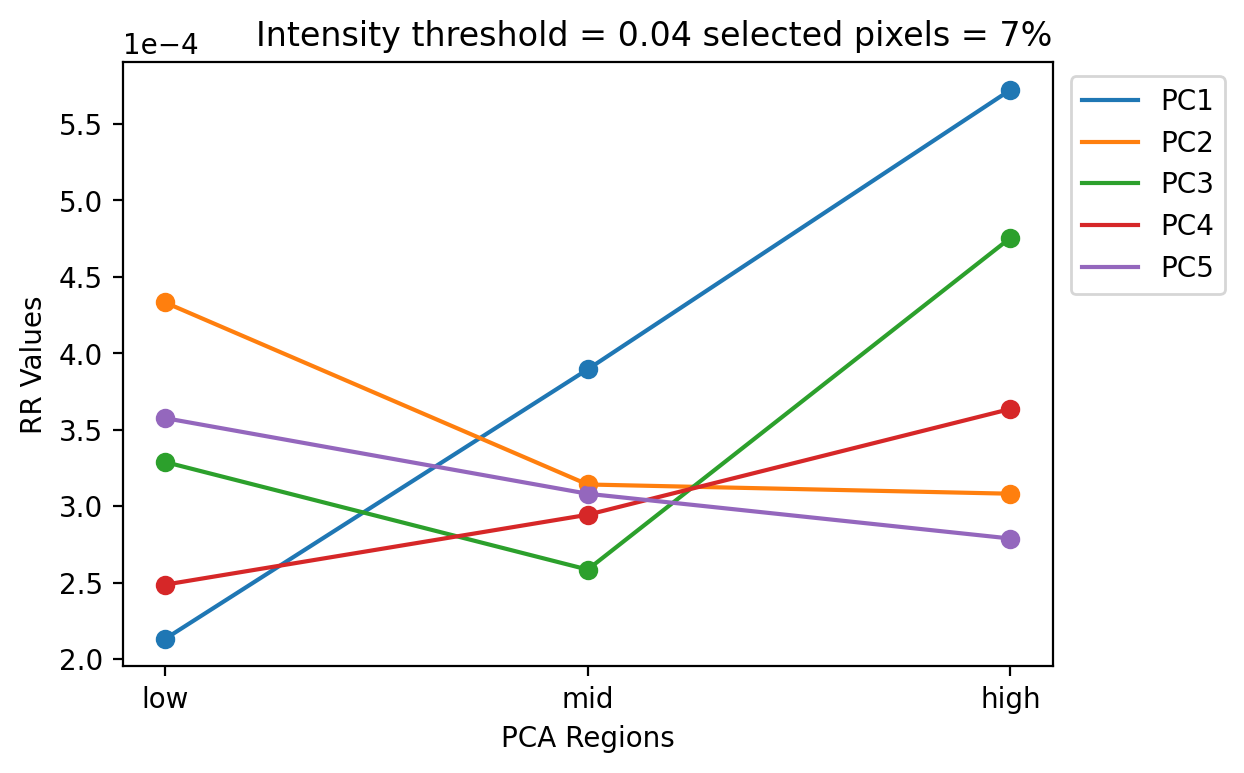 Intensity threshold = 0.04 selected pixels = 7%
1e−4
5.5
5.0
4.5
4.0
3.5
3.0
2.5
2.0
RR Values
low
mid
high
PCA Regions
PC1
PC2
PC3
PC4
PC5